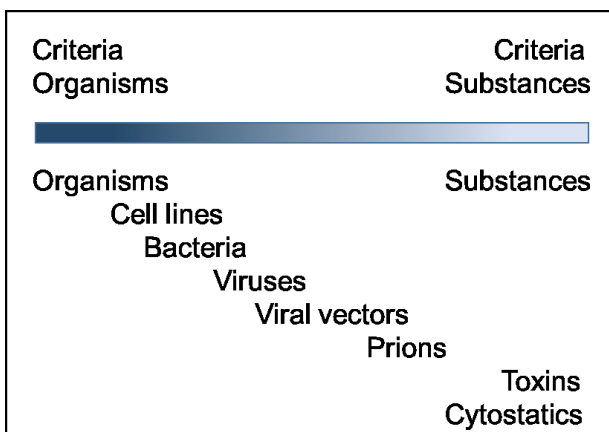 Criteria Criteria
Organisms Substances
Organisms Substances
Cell lines
Bacteria
Viruses
Viral vectors
Prions
Toxins
Cytostatics